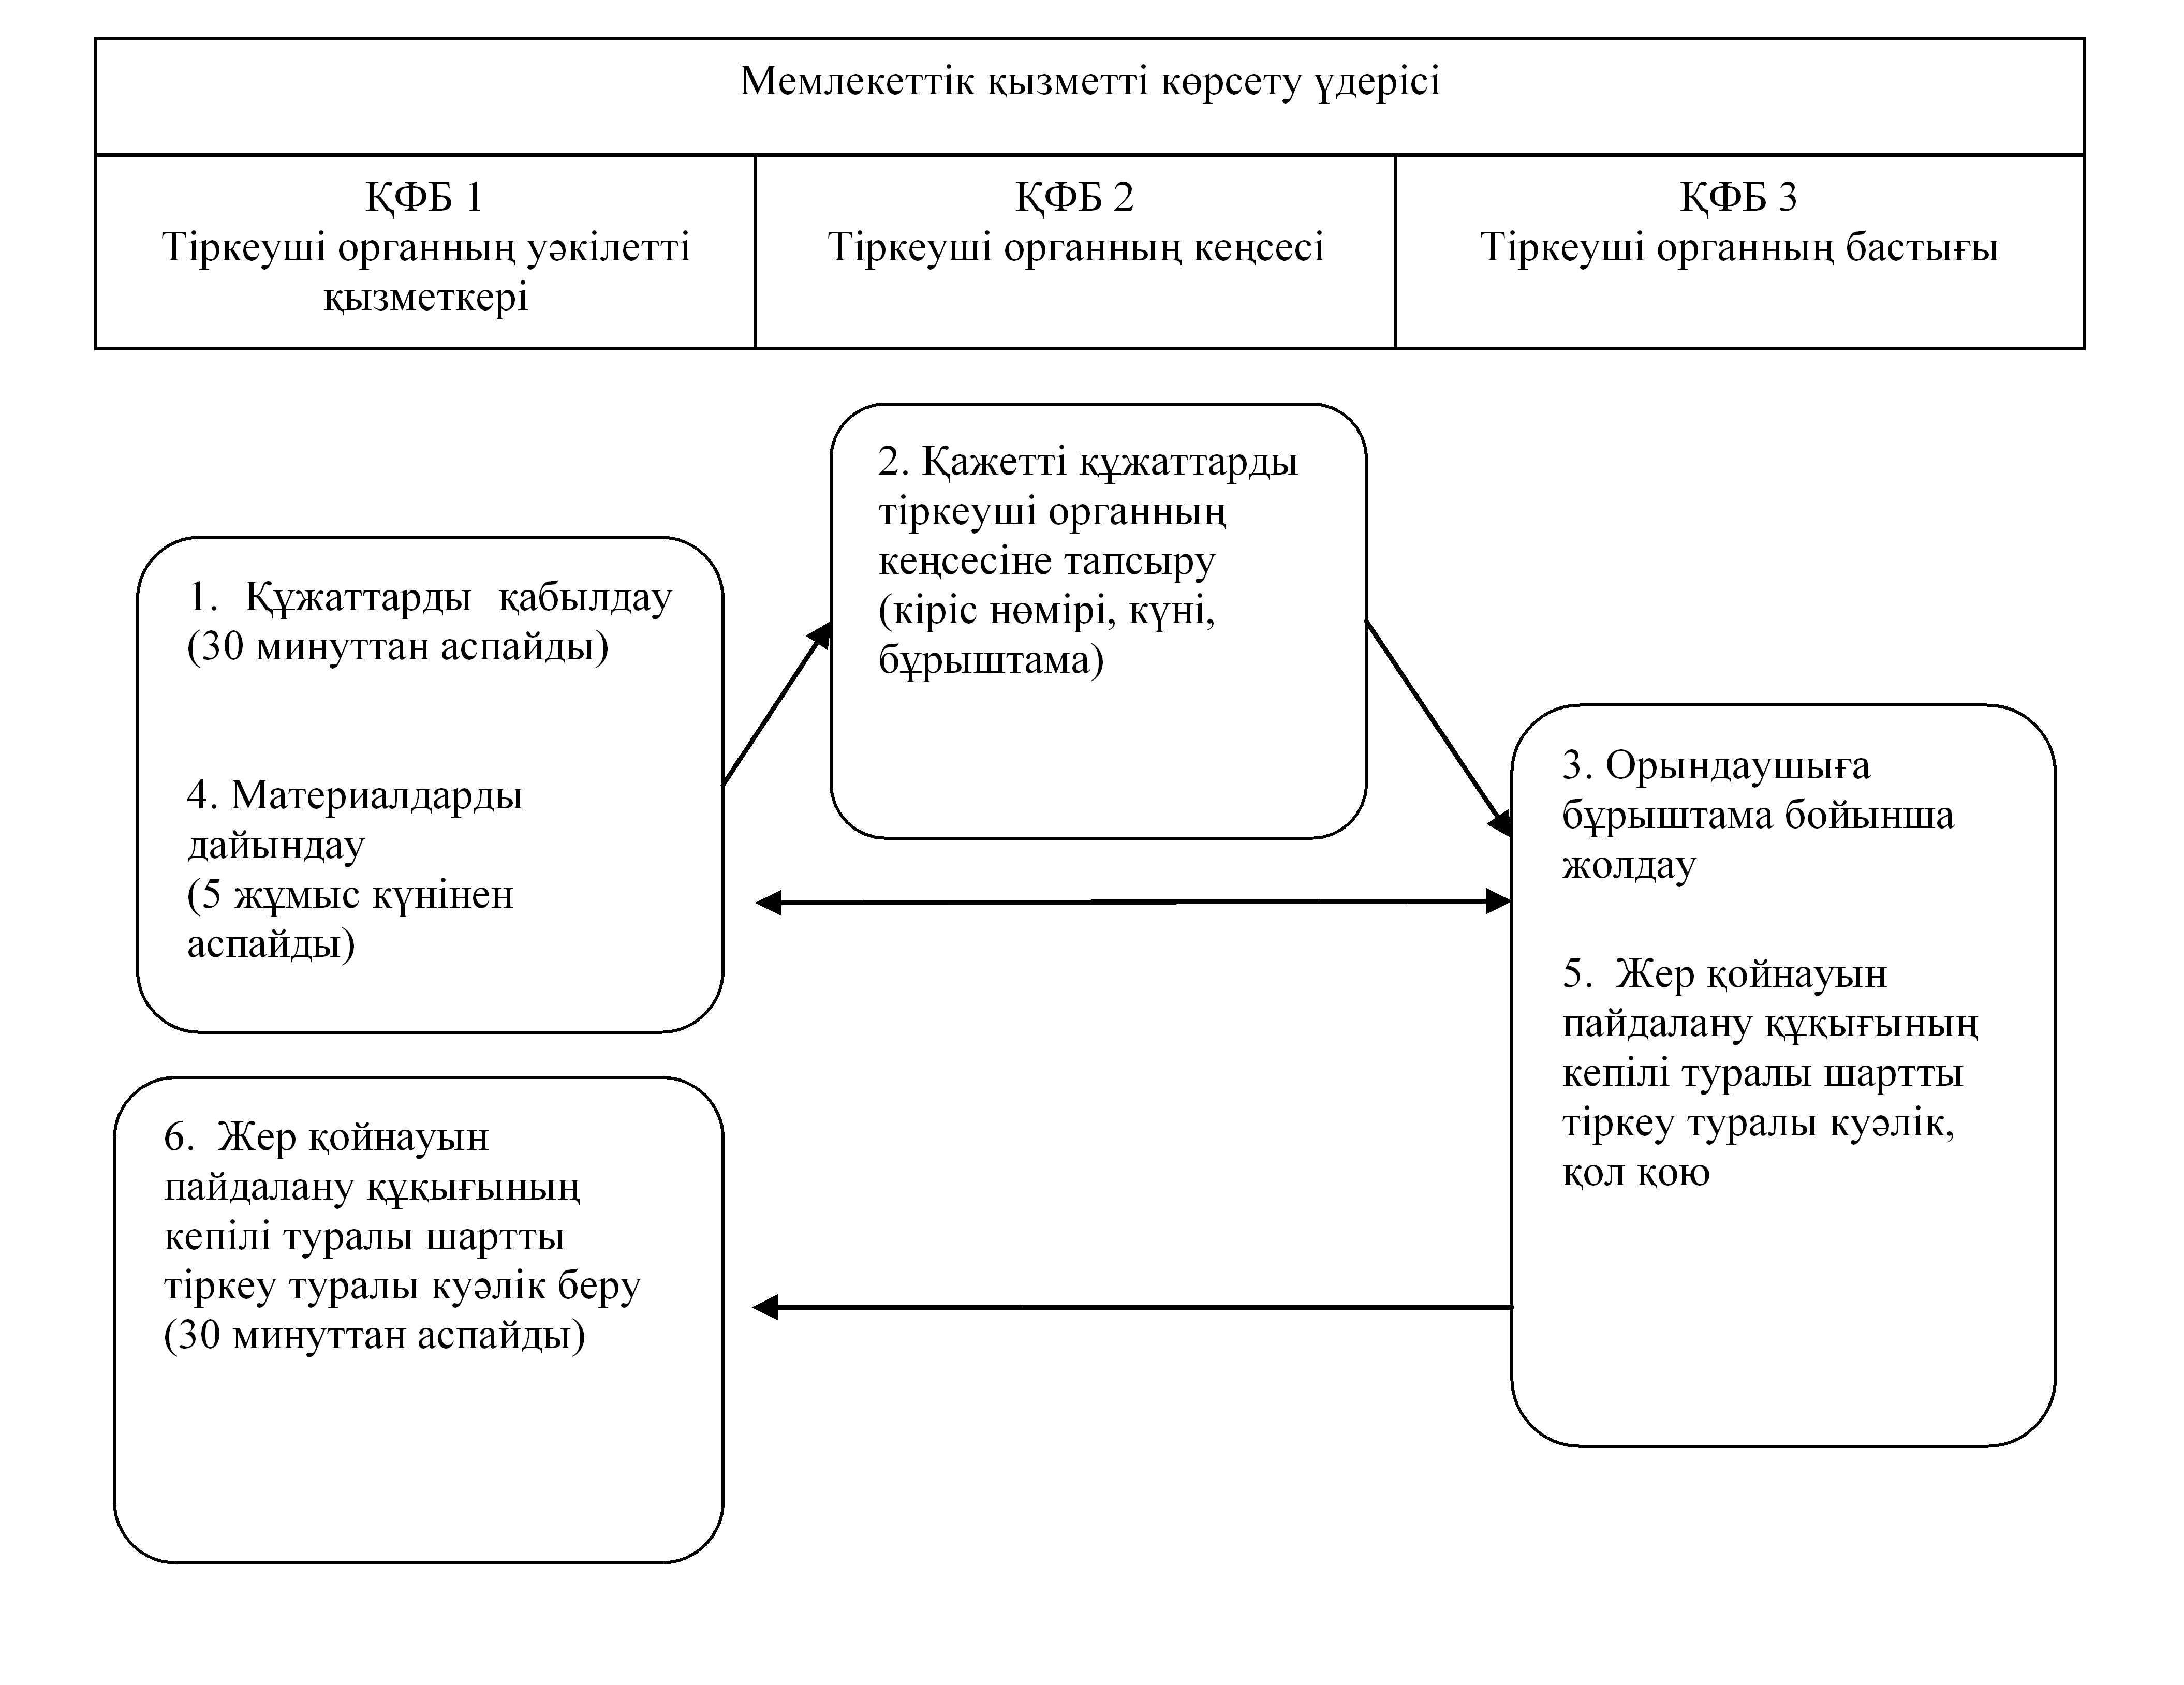 Мемлекеттік қызметті көрсету үдерісі
ҚФБ 1
Тіркеуші органның уәкілетті
қызметкері
ҚФБ 2
Тіркеуші органның кеңсесі
ҚФБ 3
Тіркеуші органның бастығы
1. Құжаттарды қабылдау
(30 минуттан аспайды)
4. Материалдарды
дайындау
(5 жұмыс күнінен
аспайды)
2. Қажетті құжаттарды
тіркеуші органның
кеңсесіне тапсыру
(кіріс нөмірі, күні,
бұрыштама)
3. Орындаушыға
бұрыштама бойынша
жолдау
5. Жер қойнауын
пайдалану құқығының
кепілі туралы шартты
тіркеу туралы куәлік,
қол қою
6. Жер қойнауын
пайдалану құқығының
кепілі туралы шартты
тіркеу туралы куәлік беру
(30 минуттан аспайды)